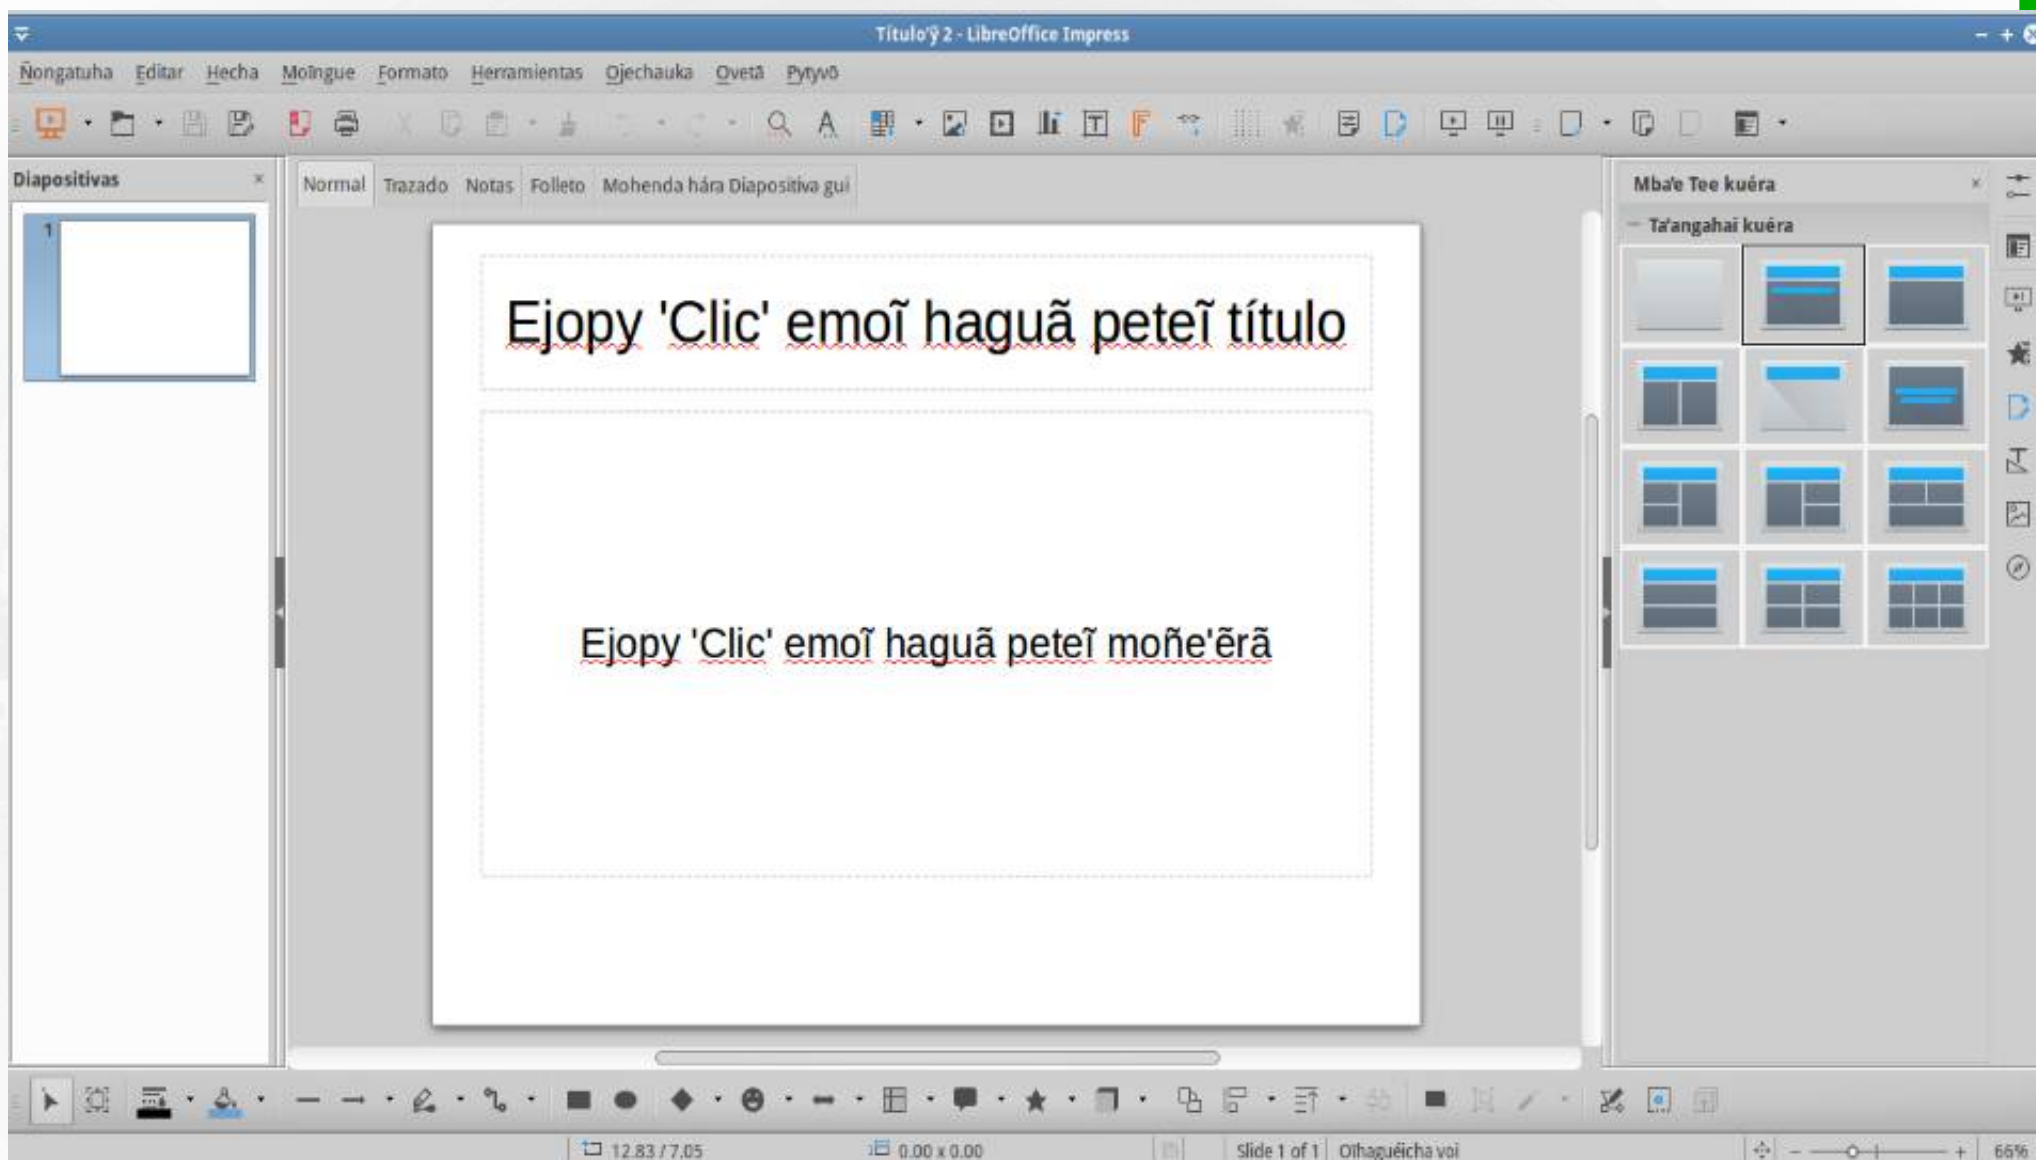 Título'ỹ 2 - LibreOffice Impress
Ñongatuha Editar Hecha Moĩngue Formato Herramientas Ojechauka Ovetã Pytyvõ
Diapositivas
Normal Trazado Notas Folleto Mohenda hára Diapositiva gui
Mba'e Tee kuéra
Ta'angahai kuéra
1
Ejopy 'Clic' emoĩ haguã peteĩ título
Ejopy 'Clic' emoĩ haguã peteĩ moñe'ẽrã
12.83 / 7.05 0.00 x 0.00 Slide 1 of 1 Oĩhaguéicha voi 66%